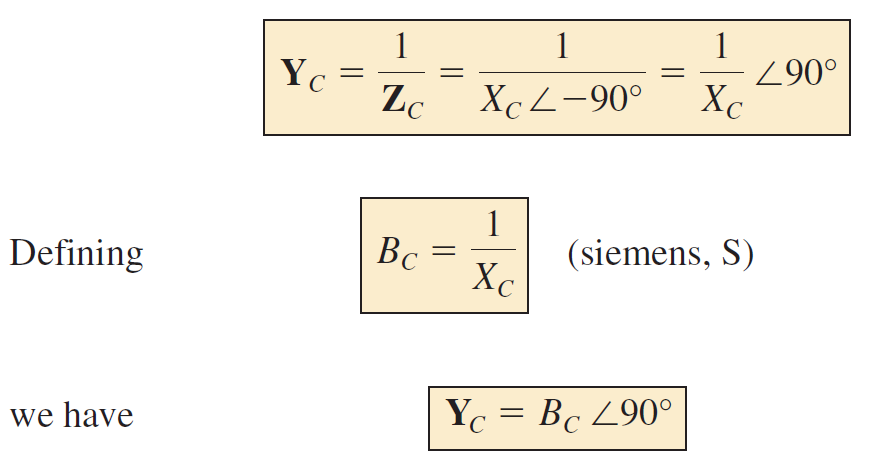 Y_C = 1/Z_C = 1/(X_C ∠−90°) = 1/X_C ∠90°
Defining B_C = 1/X_C (siemens, S)
we have Y_C = B_C ∠90°